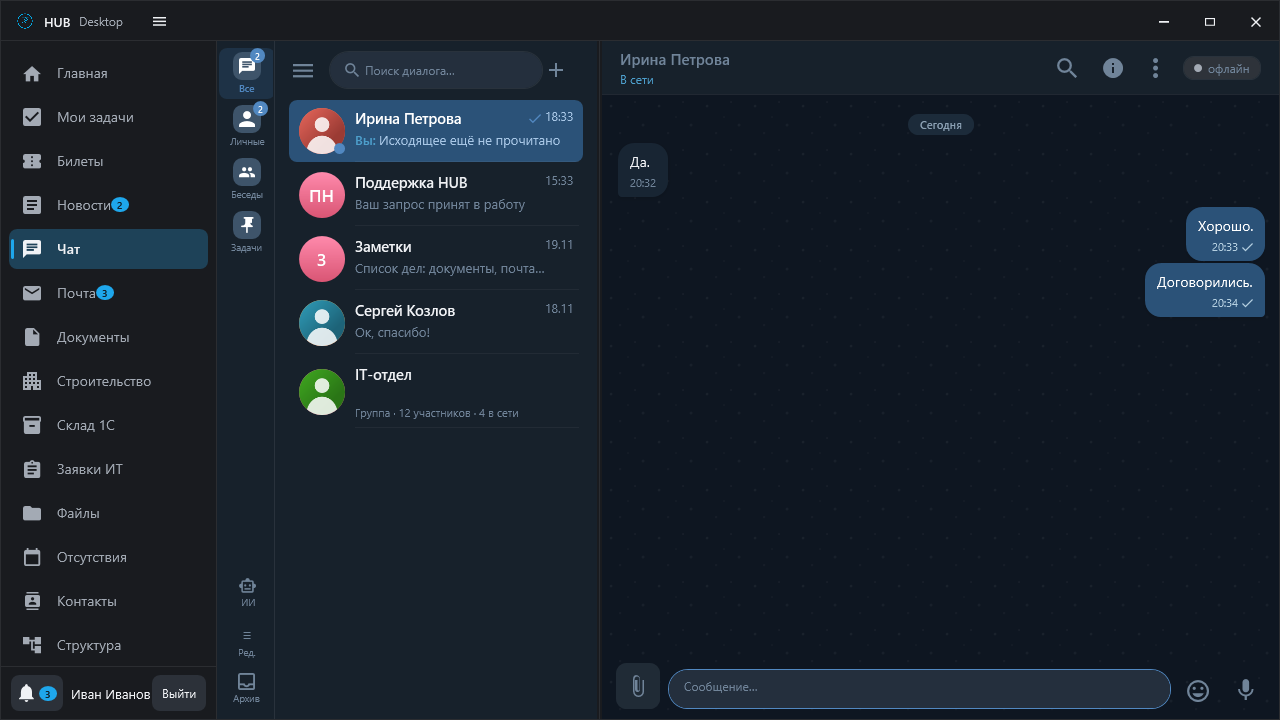 HUB Desktop
Главная
Мои задачи
Билеты
Новости 2
Чат
Почта 3
Документы
Строительство
Склад 1С
Заявки ИТ
Файлы
Отсутствия
Контакты
Структура
3 Иван Иванов Выйти
2
Все
2
Личные
Беседы
Задачи
ИИ
Ред.
Архив
Поиск диалога...
Ирина Петрова 18:33
Вы: Исходящее ещё не прочитано
ПН
Поддержка HUB 15:33
Ваш запрос принят в работу
З
Заметки 19.11
Список дел: документы, почта...
Сергей Козлов 18.11
Ок, спасибо!
IT-отдел
Группа · 12 участников · 4 в сети
Ирина Петрова
В сети
офлайн
Сегодня
Да.
20:32
Хорошо.
20:33
Договорились.
20:34
Сообщение...